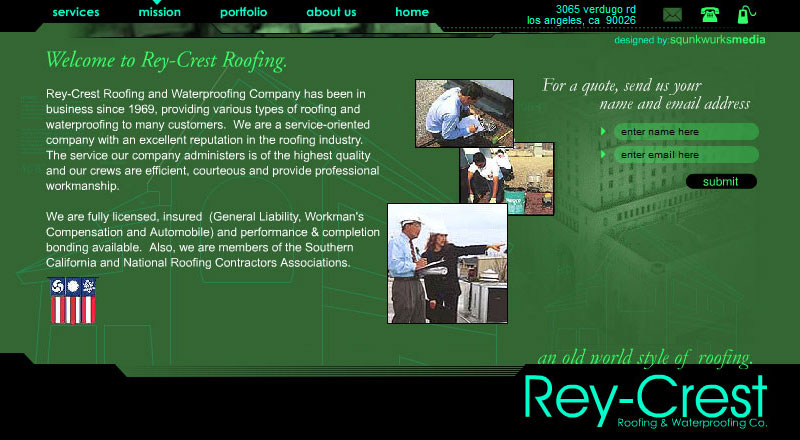 services mission portfolio about us home
3065 verdugo rd
los angeles, ca 90026
designed by:squnkwurksmedia
Welcome to Rey-Crest Roofing.
Rey-Crest Roofing and Waterproofing Company has been in
business since 1969, providing various types of roofing and
waterproofing to many customers. We are a service-oriented
company with an excellent reputation in the roofing industry.
The service our company administers is of the highest quality
and our crews are efficient, courteous and provide professional
workmanship.
We are fully licensed, insured (General Liability, Workman's
Compensation and Automobile) and performance & completion
bonding available. Also, we are members of the Southern
California and National Roofing Contractors Associations.
For a quote, send us your
name and email address
enter name here
enter email here
submit
an old world style of roofing.
Rey-Crest
Roofing & Waterproofing Co.